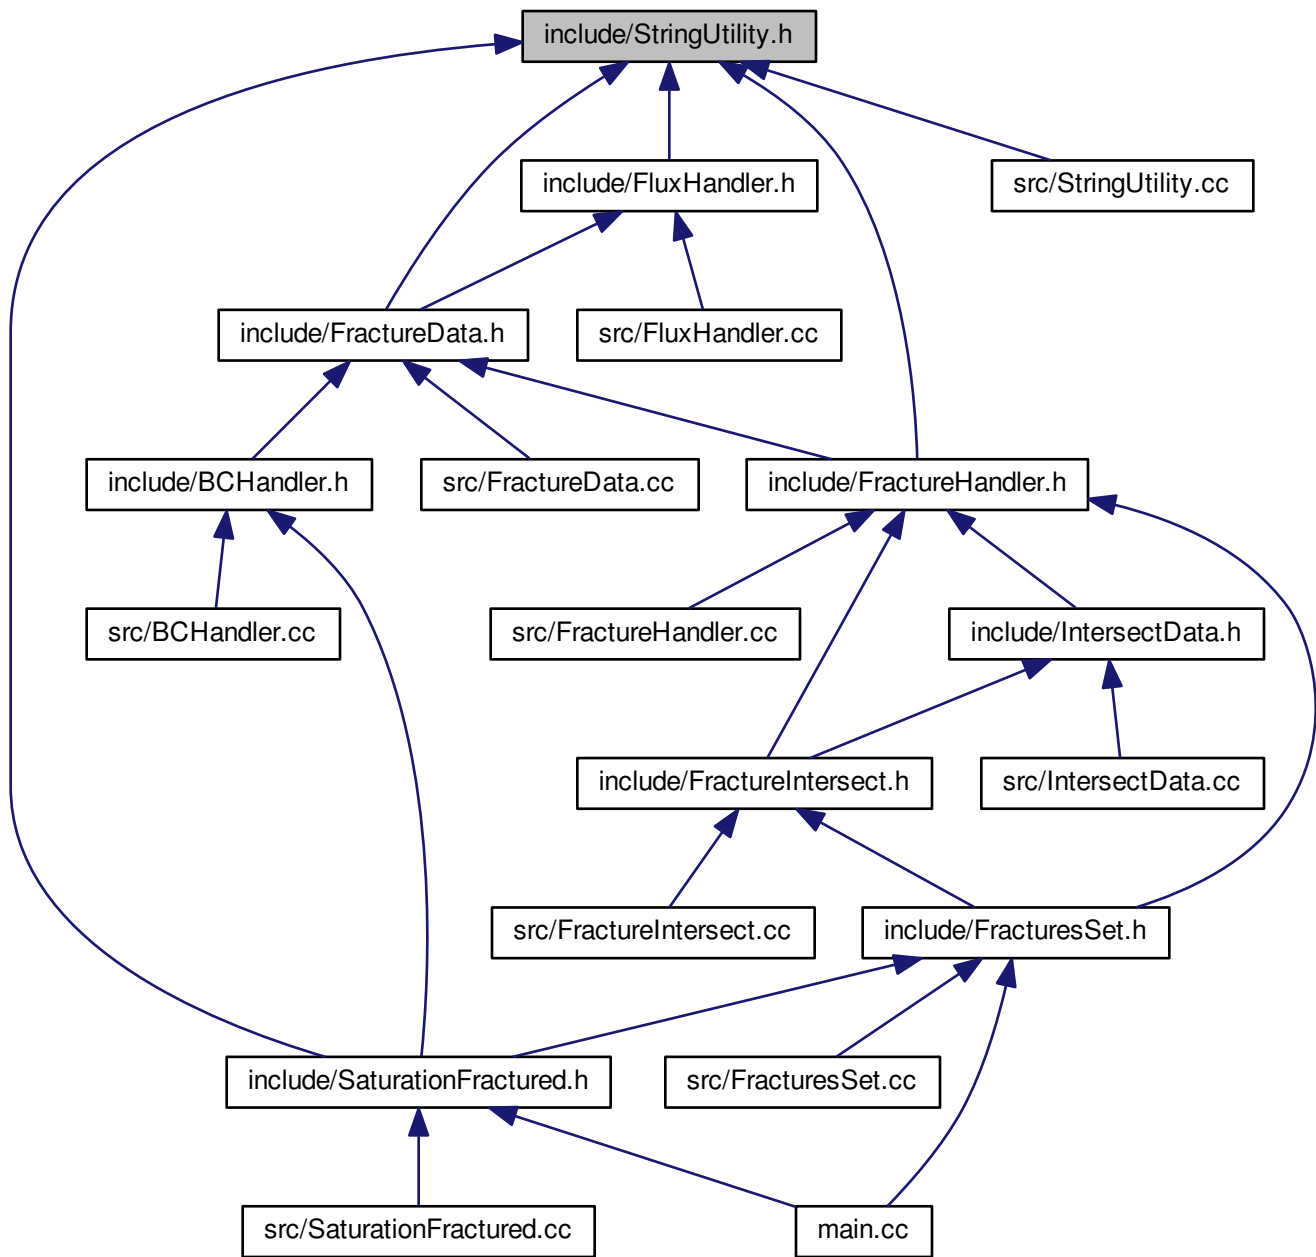 include/StringUtility.h
include/FluxHandler.h
src/StringUtility.cc
include/FractureData.h
src/FluxHandler.cc
include/BCHandler.h
src/FractureData.cc
include/FractureHandler.h
src/BCHandler.cc
src/FractureHandler.cc
include/IntersectData.h
include/FractureIntersect.h
src/IntersectData.cc
src/FractureIntersect.cc
include/FracturesSet.h
include/SaturationFractured.h
src/FracturesSet.cc
src/SaturationFractured.cc
main.cc